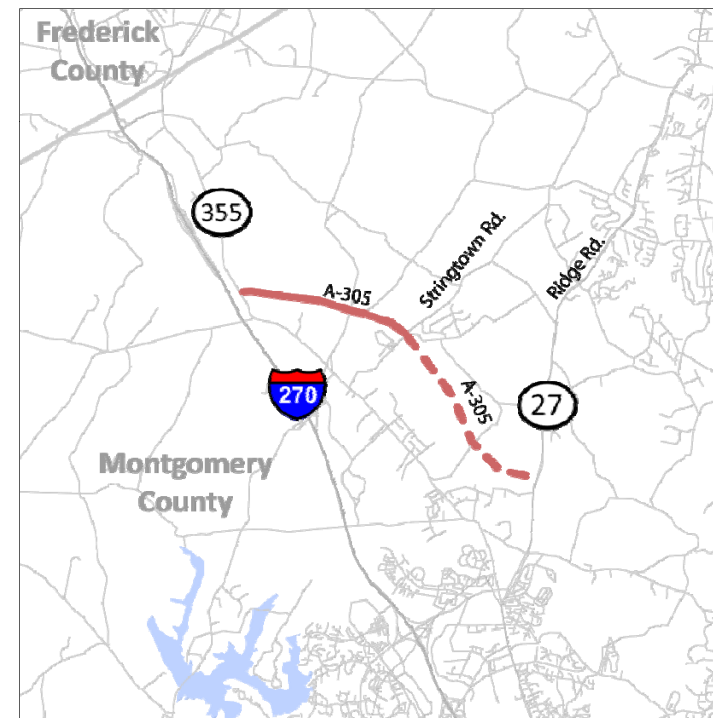 Frederick
County
355
Stringtown Rd.
Ridge Rd.
A-305
270
A-305
27
Montgomery
County